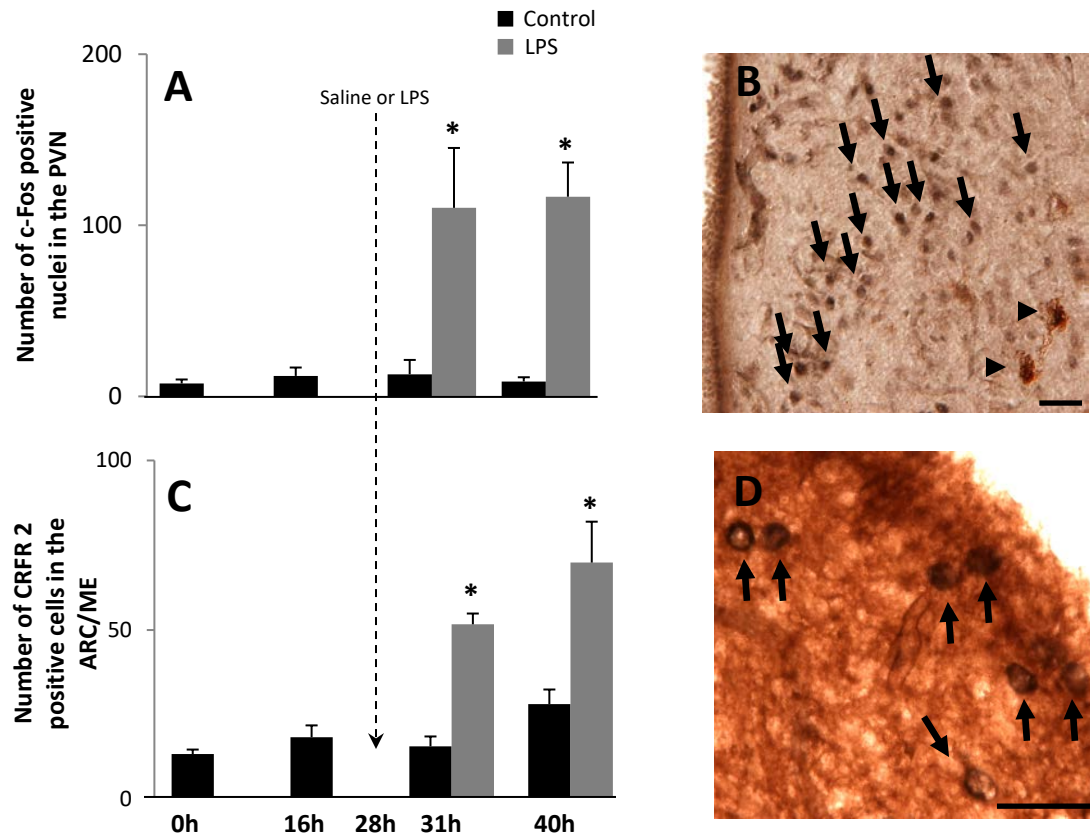 Control
LPS
200
100
0
Number of c-Fos positive
nuclei in the PVN
A
Saline or LPS
*
*
B
100
50
0
Number of CRFR 2
positive cells in the
ARC/ME
C
*
*
0h 16h 28h 31h 40h
D